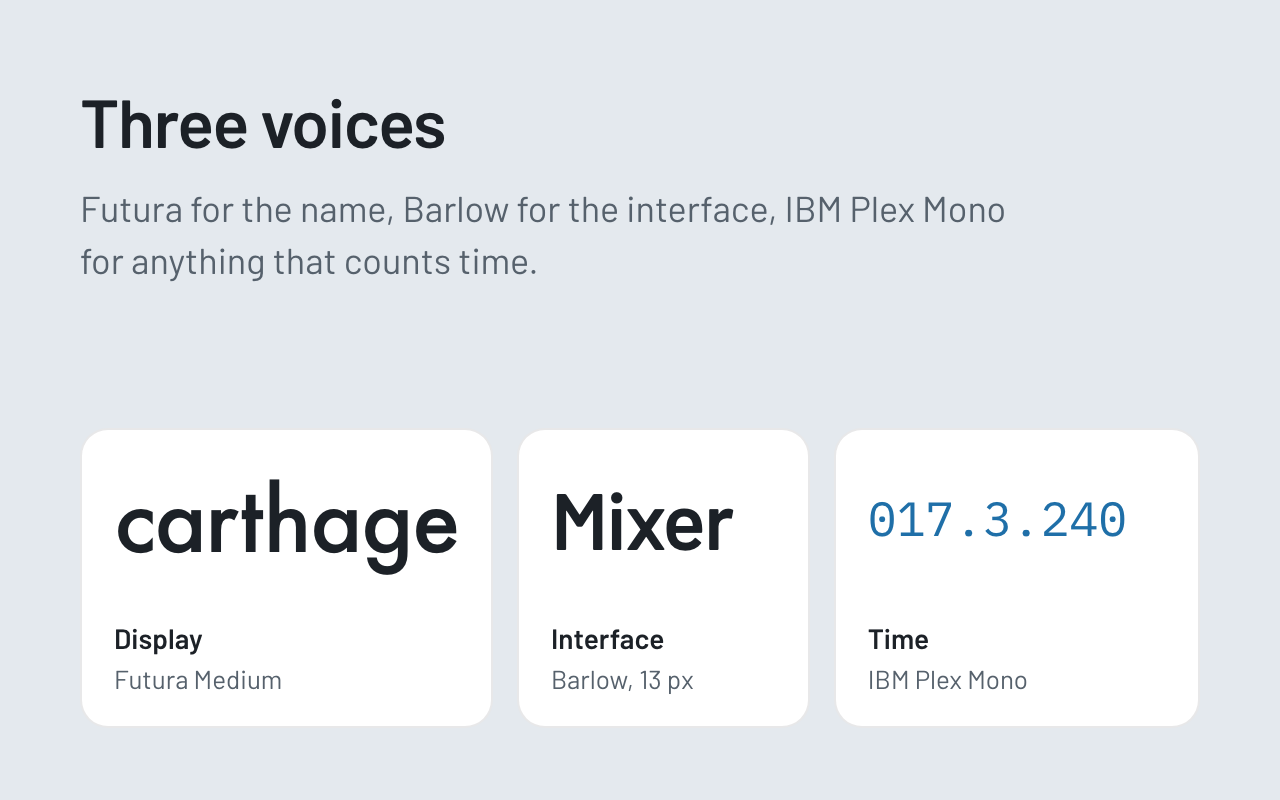 Three voices
Futura for the name, Barlow for the interface, IBM Plex Mono
for anything that counts time.
carthage
Display
Futura Medium
Mixer
Interface
Barlow, 13 px
017.3.240
Time
IBM Plex Mono